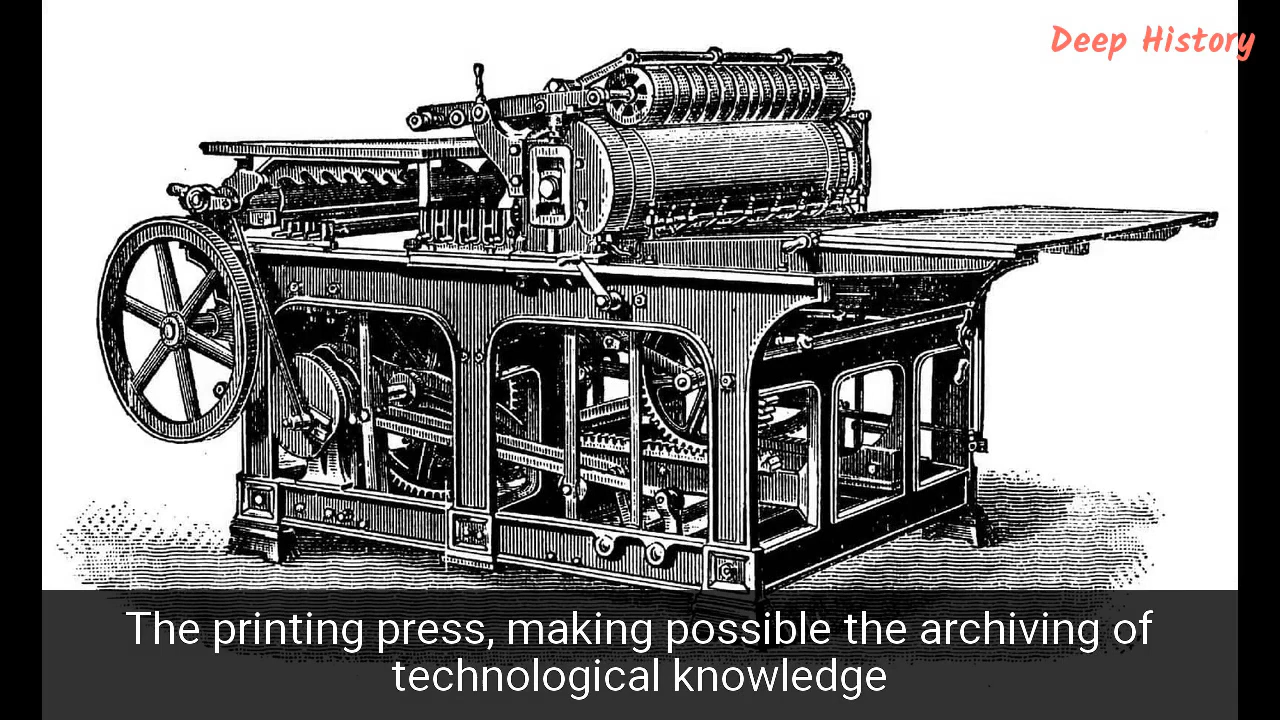 Deep History
The printing press, making possible the archiving of
technological knowledge